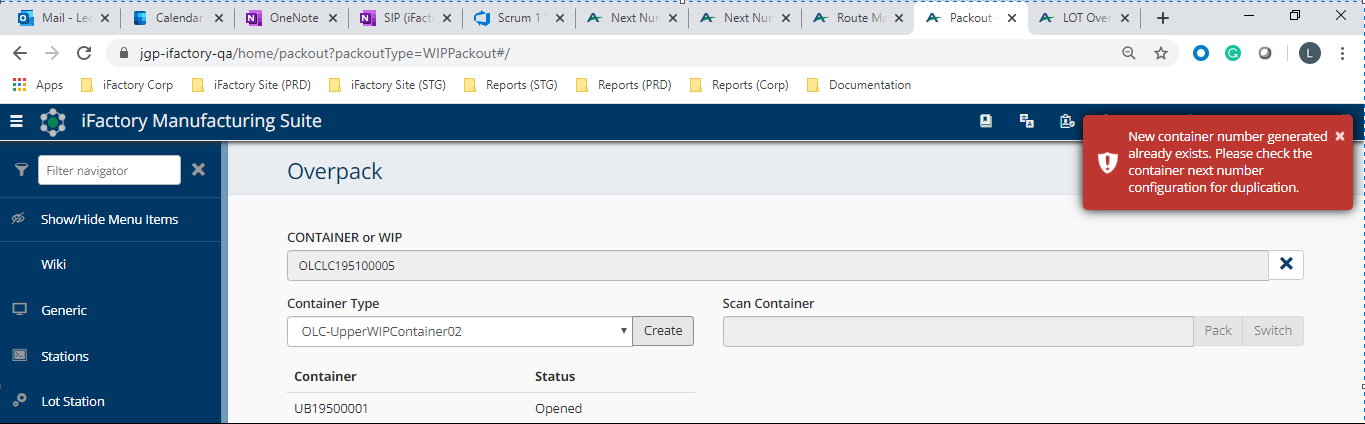 Mail - Lee
Calendar
OneNote
SIP (iFact
Scrum 1
Next Nur
Next Nur
Route Ma
Packout -
LOT Over
jgp-ifactory-qa/home/packout?packoutType=WIPPackout#/
L
Apps
iFactory Corp
iFactory Site (PRD)
iFactory Site (STG)
Reports (STG)
Reports (PRD)
Reports (Corp)
Documentation
iFactory Manufacturing Suite
New container number generated
already exists. Please check the
container next number
configuration for duplication.
Filter navigator
Overpack
Show/Hide Menu Items
CONTAINER or WIP
Wiki
OLCLC195100005
Container Type
Scan Container
Generic
OLC-UpperWIPContainer02
Create
Pack
Switch
Stations
Container
Status
Lot Station
UB19500001
Opened